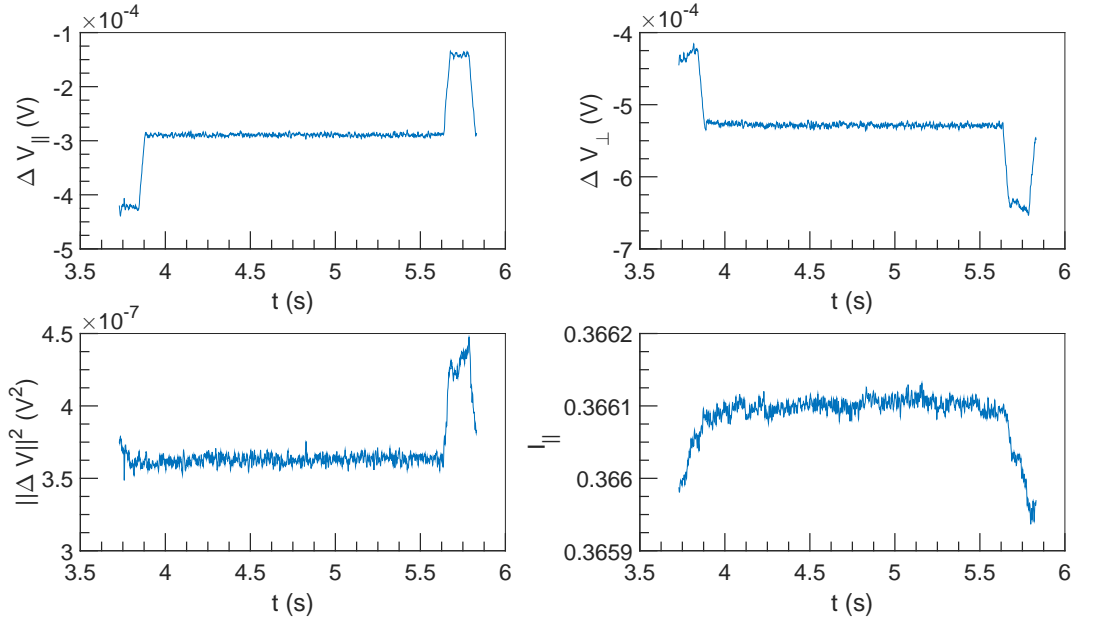 ×10⁻⁴
-1
-2
-3
-4
-5
Δ V∥ (V)
3.5 4 4.5 5 5.5 6
t (s)
×10⁻⁴
-4
-5
-6
-7
Δ V⊥ (V)
3.5 4 4.5 5 5.5 6
t (s)
×10⁻⁷
4.5
4
3.5
3
||Δ V||² (V²)
3.5 4 4.5 5 5.5 6
t (s)
0.3662
0.3661
0.366
0.3659
I∥
3.5 4 4.5 5 5.5 6
t (s)